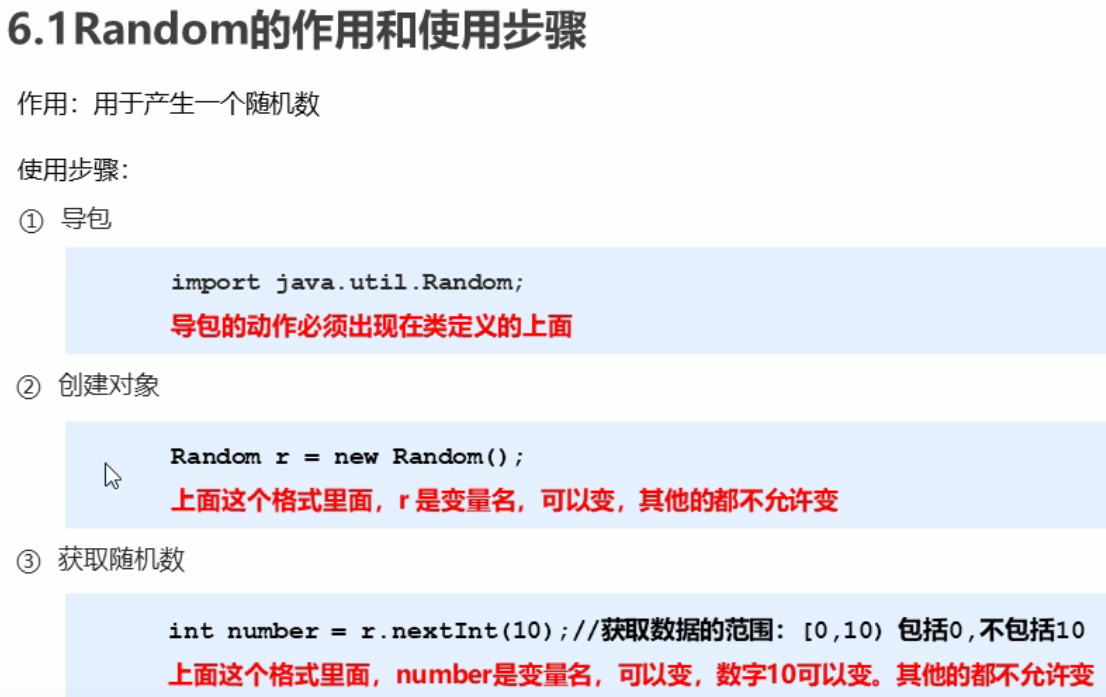 6.1Random的作用和使用步骤
作用：用于产生一个随机数
使用步骤：
① 导包
import java.util.Random;
导包的动作必须出现在类定义的上面
② 创建对象
Random r = new Random();
上面这个格式里面，r 是变量名，可以变，其他的都不允许变
③ 获取随机数
int number = r.nextInt(10);//获取数据的范围：[0,10) 包括0,不包括10
上面这个格式里面，number是变量名，可以变，数字10可以变。其他的都不允许变